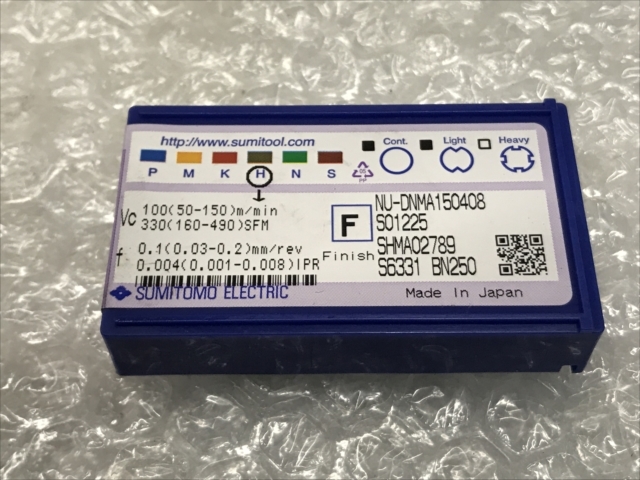 http://www.sumitool.com
Cont. Light Heavy
P M K H N S
Vc 100(50-150)m/min
330(160-490)SFM
f 0.1(0.03-0.2)mm/rev
0.004(0.001-0.008)IPR
F
Finish
NU-DNMA150408
S01225
SHMA02789
S6331 BN250
SUMITOMO ELECTRIC
Made In Japan